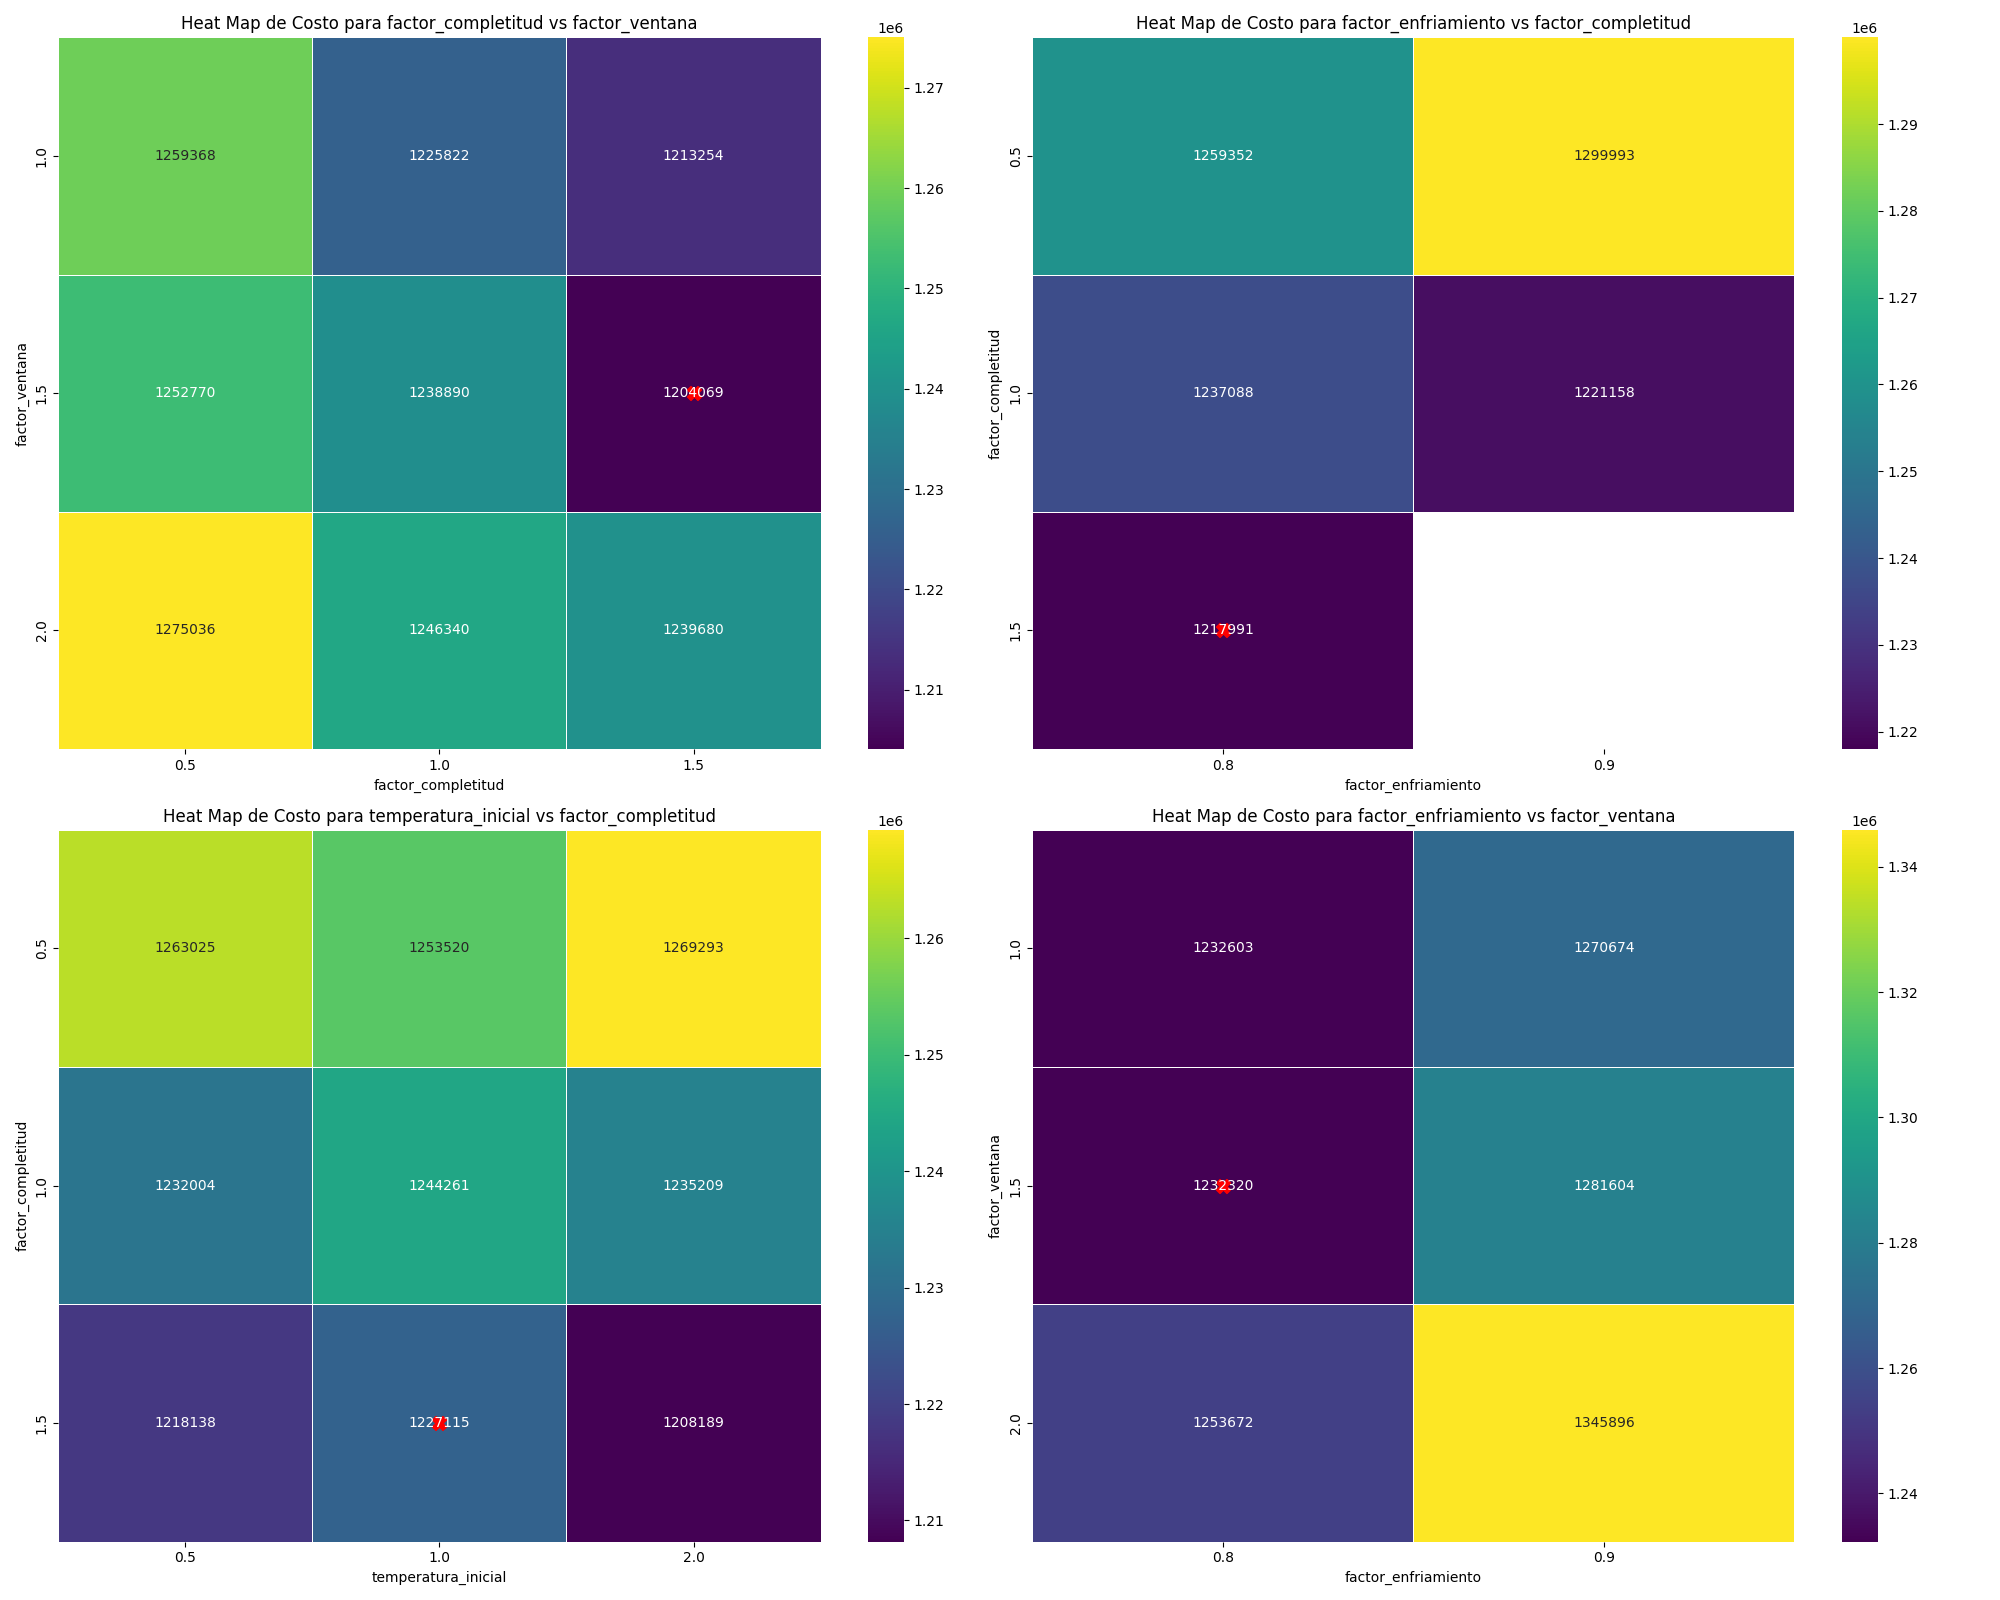 Heat Map de Costo para factor_completitud vs factor_ventana
1e6
1259368 1225822 1213254
1252770 1238890 1204069
1275036 1246340 1239680
1.0
1.5
2.0
factor_ventana
0.5 1.0 1.5
factor_completitud
1.27
1.26
1.25
1.24
1.23
1.22
1.21
Heat Map de Costo para factor_enfriamiento vs factor_completitud
1e6
1259352 1299993
1237088 1221158
1217991
0.5
1.0
1.5
factor_completitud
0.8 0.9
factor_enfriamiento
1.29
1.28
1.27
1.26
1.25
1.24
1.23
1.22
Heat Map de Costo para temperatura_inicial vs factor_completitud
1e6
1263025 1253520 1269293
1232004 1244261 1235209
1218138 1227115 1208189
0.5
1.0
1.5
factor_completitud
0.5 1.0 2.0
temperatura_inicial
1.26
1.25
1.24
1.23
1.22
1.21
Heat Map de Costo para factor_enfriamiento vs factor_ventana
1e6
1232603 1270674
1232320 1281604
1253672 1345896
1.0
1.5
2.0
factor_ventana
0.8 0.9
factor_enfriamiento
1.34
1.32
1.30
1.28
1.26
1.24